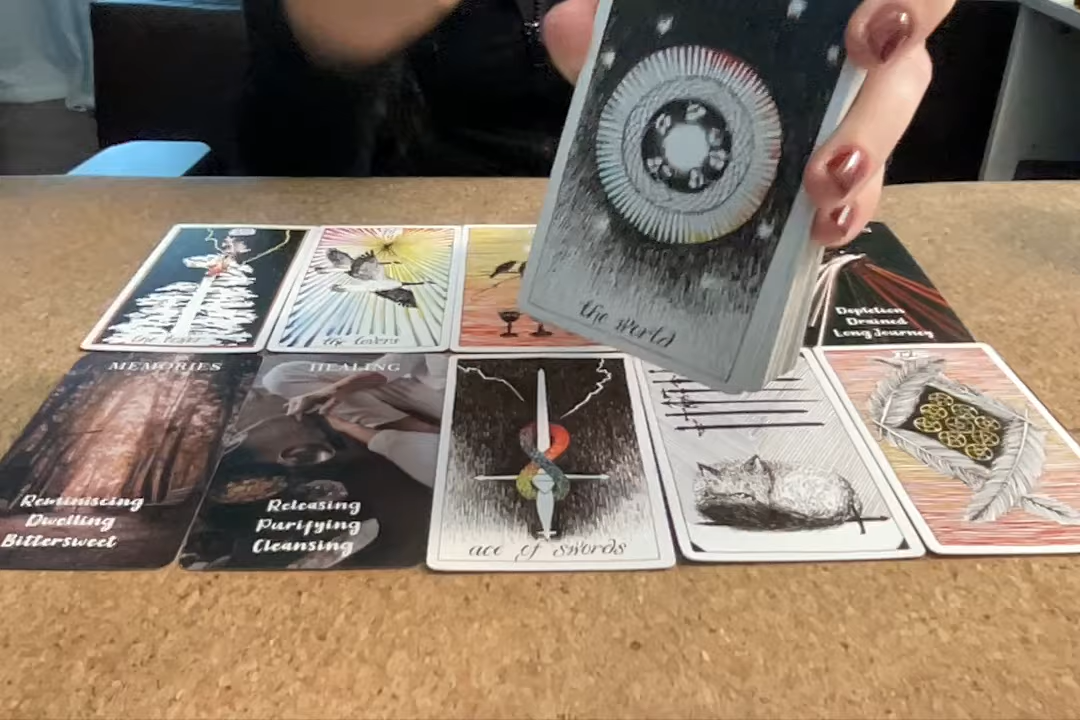 the world
the lovers
Depletion
Drained
Long Journey
MEMORIES
Reminiscing
Dwelling
Bittersweet
HEALING
Releasing
Purifying
Cleansing
ace of swords